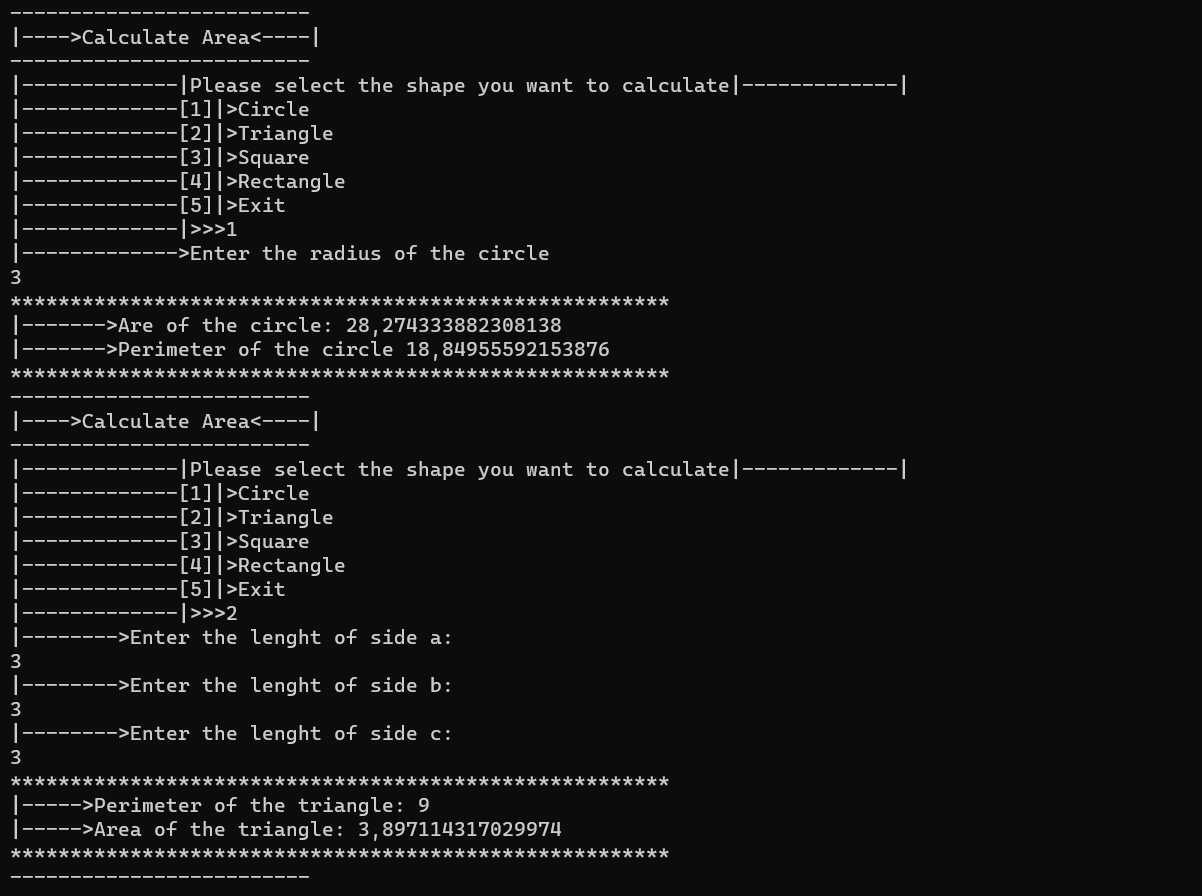 -------------------------
|---->Calculate Area<----|
-------------------------
|-------------|Please select the shape you want to calculate|-------------|
|-------------[1]|>Circle
|-------------[2]|>Triangle
|-------------[3]|>Square
|-------------[4]|>Rectangle
|-------------[5]|>Exit
|-------------|>>>1
|------------->Enter the radius of the circle
3
*******************************************************
|------->Are of the circle: 28,274333882308138
|------->Perimeter of the circle 18,84955592153876
*******************************************************
-------------------------
|---->Calculate Area<----|
-------------------------
|-------------|Please select the shape you want to calculate|-------------|
|-------------[1]|>Circle
|-------------[2]|>Triangle
|-------------[3]|>Square
|-------------[4]|>Rectangle
|-------------[5]|>Exit
|-------------|>>>2
|-------->Enter the lenght of side a:
3
|-------->Enter the lenght of side b:
3
|-------->Enter the lenght of side c:
3
*******************************************************
|----->Perimeter of the triangle: 9
|----->Area of the triangle: 3,897114317029974
*******************************************************
-------------------------